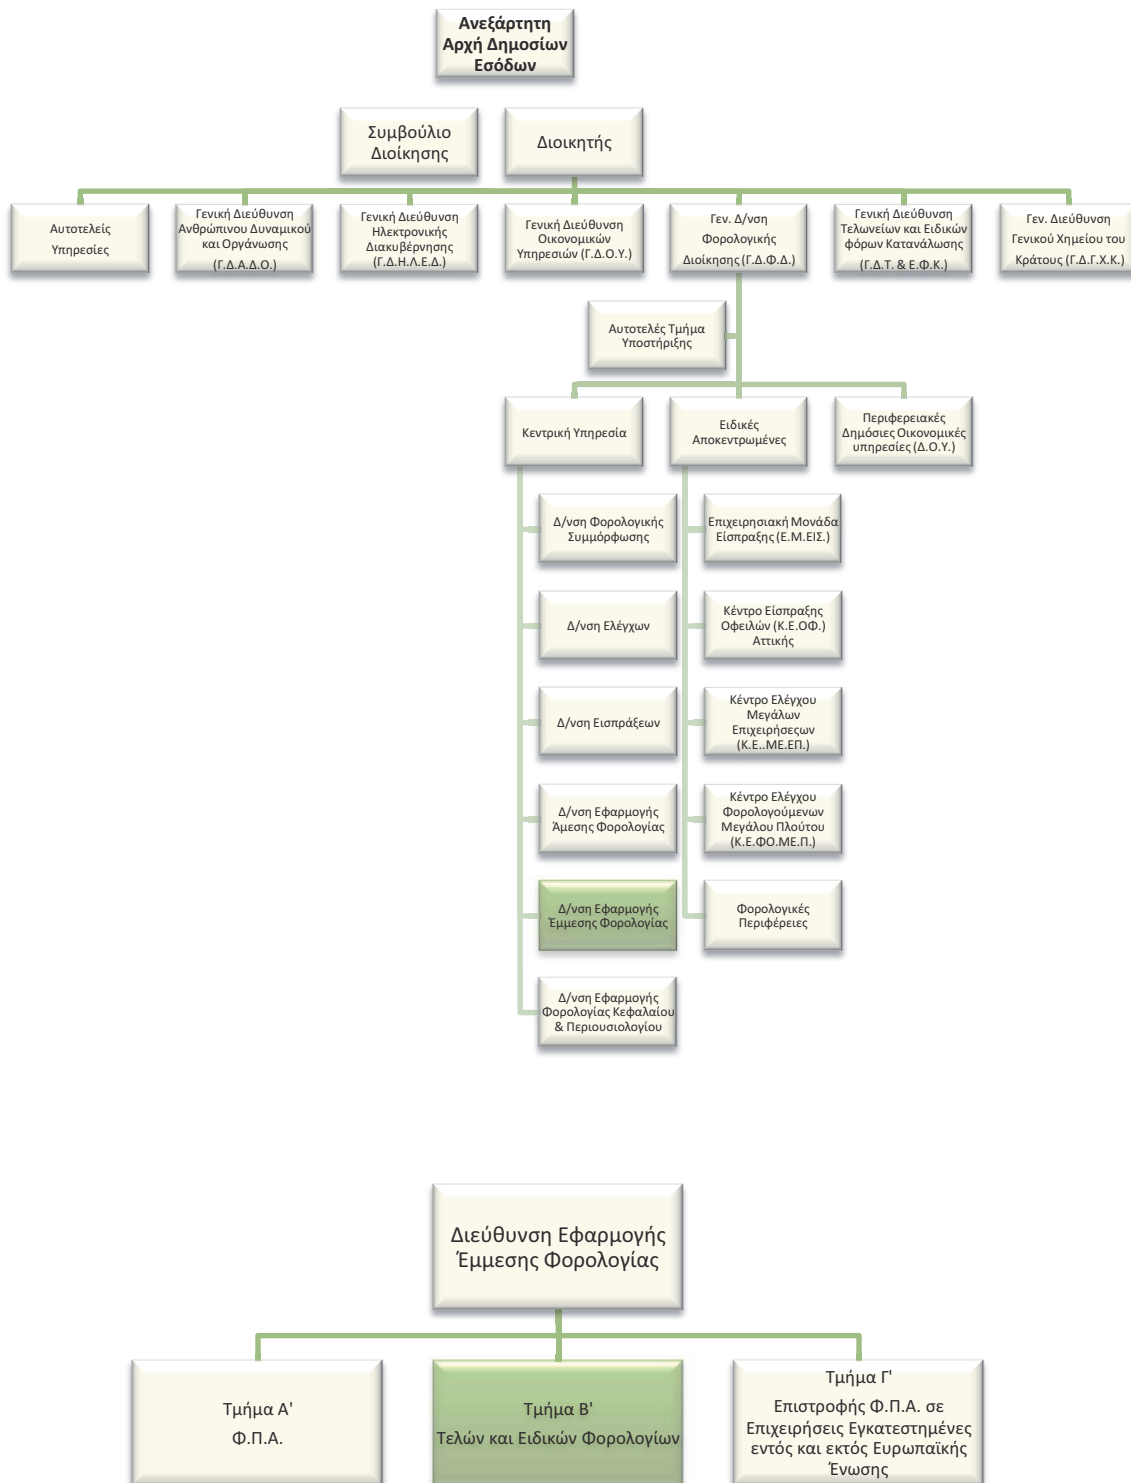 Ανεξάρτητη
Αρχή Δημοσίων
Εσόδων
Συμβούλιο
Διοίκησης
Διοικητής
Αυτοτελείς
Υπηρεσίες
Γενική Διεύθυνση
Ανθρώπινου Δυναμικού
και Οργάνωσης
(Γ.Δ.Α.Δ.Ο.)
Γενική Διεύθυνση
Ηλεκτρονικής
Διακυβέρνησης
(Γ.Δ.Η.Λ.Ε.Δ.)
Γενική Διεύθυνση
Οικονομικών
Υπηρεσιών (Γ.Δ.Ο.Υ.)
Γεν. Δ/νση
Φορολογικής
Διοίκησης (Γ.Δ.Φ.Δ.)
Γενική Διεύθυνση
Τελωνείων και Ειδικών
φόρων Κατανάλωσης
(Γ.Δ.Τ. & Ε.Φ.Κ.)
Γεν. Διεύθυνση
Γενικού Χημείου του
Κράτους (Γ.Δ.Γ.Χ.Κ.)
Αυτοτελές Τμήμα
Υποστήριξης
Κεντρική Υπηρεσία
Ειδικές
Αποκεντρωμένες
Περιφερειακές
Δημόσιες Οικονομικές
υπηρεσίες (Δ.Ο.Υ.)
Δ/νση Φορολογικής
Συμμόρφωσης
Επιχειρησιακή Μονάδα
Είσπραξης (Ε.Μ.ΕΙΣ.)
Δ/νση Ελέγχων
Κέντρο Είσπραξης
Οφειλών (Κ.Ε.ΟΦ.)
Αττικής
Δ/νση Εισπράξεων
Κέντρο Ελέγχου
Μεγάλων
Επιχειρήσεςων
(Κ.Ε..ΜΕ.ΕΠ.)
Δ/νση Εφαρμογής
Άμεσης Φορολογίας
Κέντρο Ελέγχου
Φορολογούμενων
Μεγάλου Πλούτου
(Κ.Ε.ΦΟ.ΜΕ.Π.)
Δ/νση Εφαρμογής
Έμμεσης Φορολογίας
Φορολογικές
Περιφέρειες
Δ/νση Εφαρμογής
Φορολογίας Κεφαλαίου
& Περιουσιολογίου
Διεύθυνση Εφαρμογής
Έμμεσης Φορολογίας
Τμήμα Α'
Φ.Π.Α.
Τμήμα Β'
Τελών και Ειδικών Φορολογίων
Τμήμα Γ'
Επιστροφής Φ.Π.Α. σε
Επιχειρήσεις Εγκατεστημένες
εντός και εκτός Ευρωπαϊκής
Ένωσης